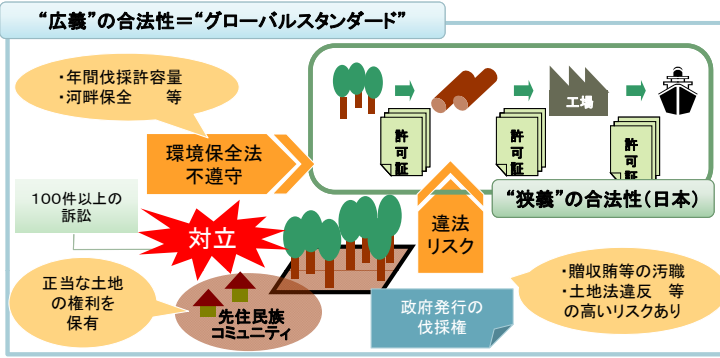 “広義”の合法性＝“グローバルスタンダード”
・年間伐採許容量
・河畔保全　　等
環境保全法
不遵守
工場
許
可
証
許
可
証
許
可
証
“狭義”の合法性（日本）
100件以上の
訴訟
対立
違法
リスク
正当な土地
の権利を
保有
先住民族
コミュニティ
政府発行の
伐採権
・贈収賄等の汚職
・土地法違反　等
の高いリスクあり